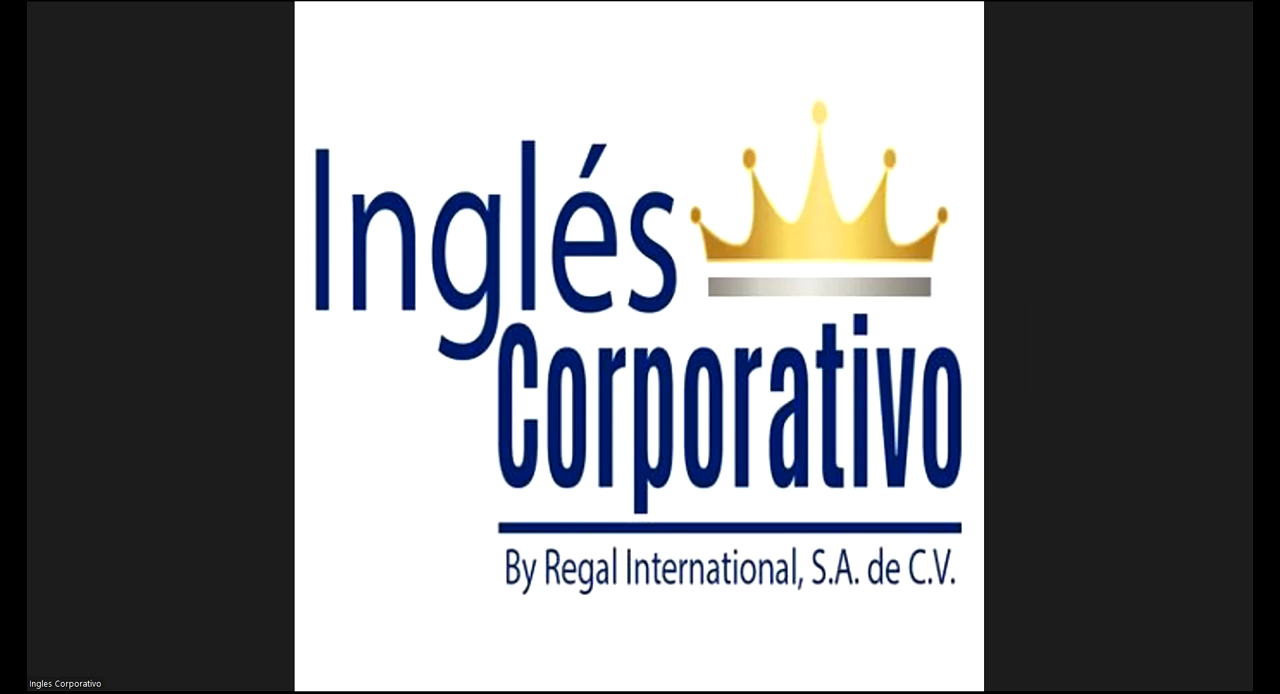 Inglés
Corporativo
By Regal International, S.A. de C.V.
Ingles Corporativo